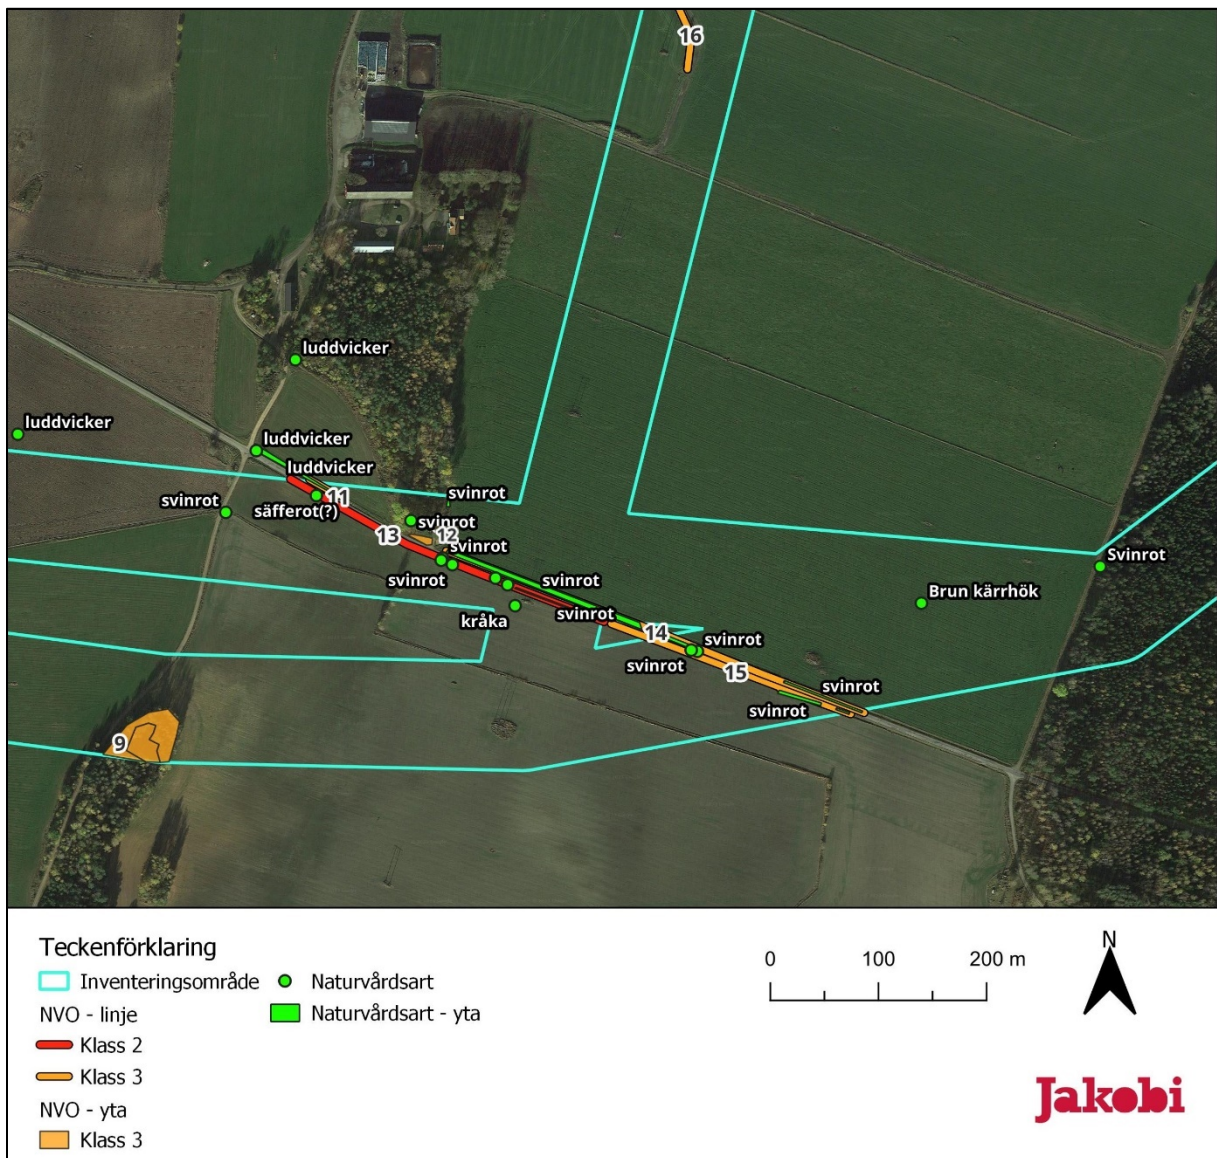 16
luddvicker
luddvicker
luddvicker
luddvicker
11
svinrot
svinrot
säfferot(?)
svinrot
13
12
svinrot
Svinrot
svinrot
svinrot
Brun kärrhök
kråka
svinrot
14
svinrot
svinrot
15
svinrot
svinrot
9
Teckenförklaring
Inventeringsområde
Naturvårdsart
NVO - linje
Naturvårdsart - yta
Klass 2
Klass 3
NVO - yta
Klass 3
0 100 200 m
N
Jakobi